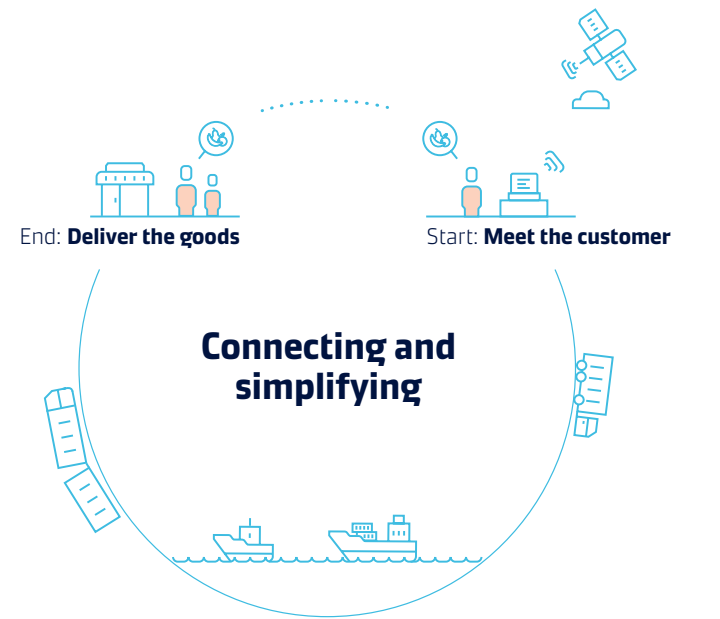 End: Deliver the goods
Start: Meet the customer
Connecting and
simplifying